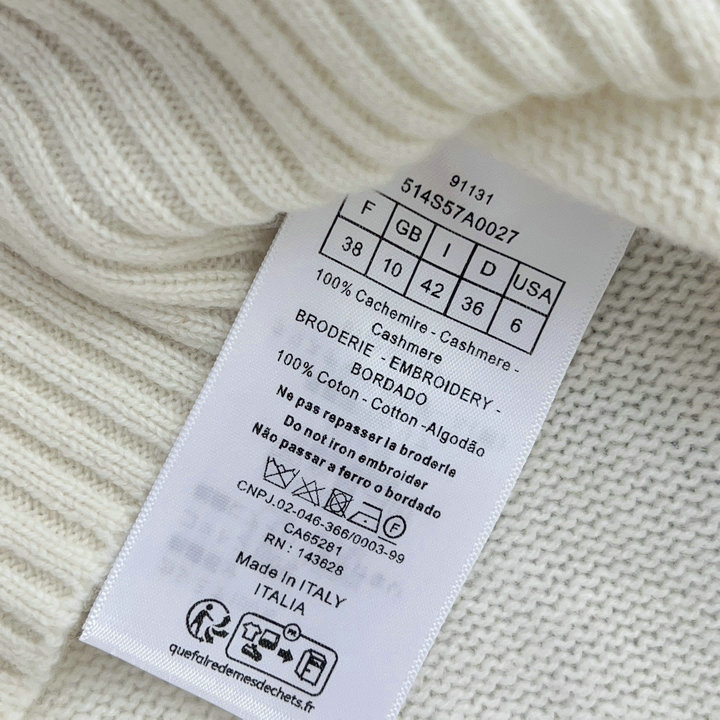 91131
514S57A0027
F GB I D USA
38 10 42 36 6
100% Cachemire - Cashmere -
Cashmere
BRODERIE - EMBROIDERY -
BORDADO
100% Coton - Cotton -Algodão
Ne pas repasser la broderie
Do not iron embroider
Não passar a ferro o bordado
CNPJ.02-046-366/0003-99
CA65281
RN : 143628
Made in ITALY
ITALIA
quefairedemesdechets.fr